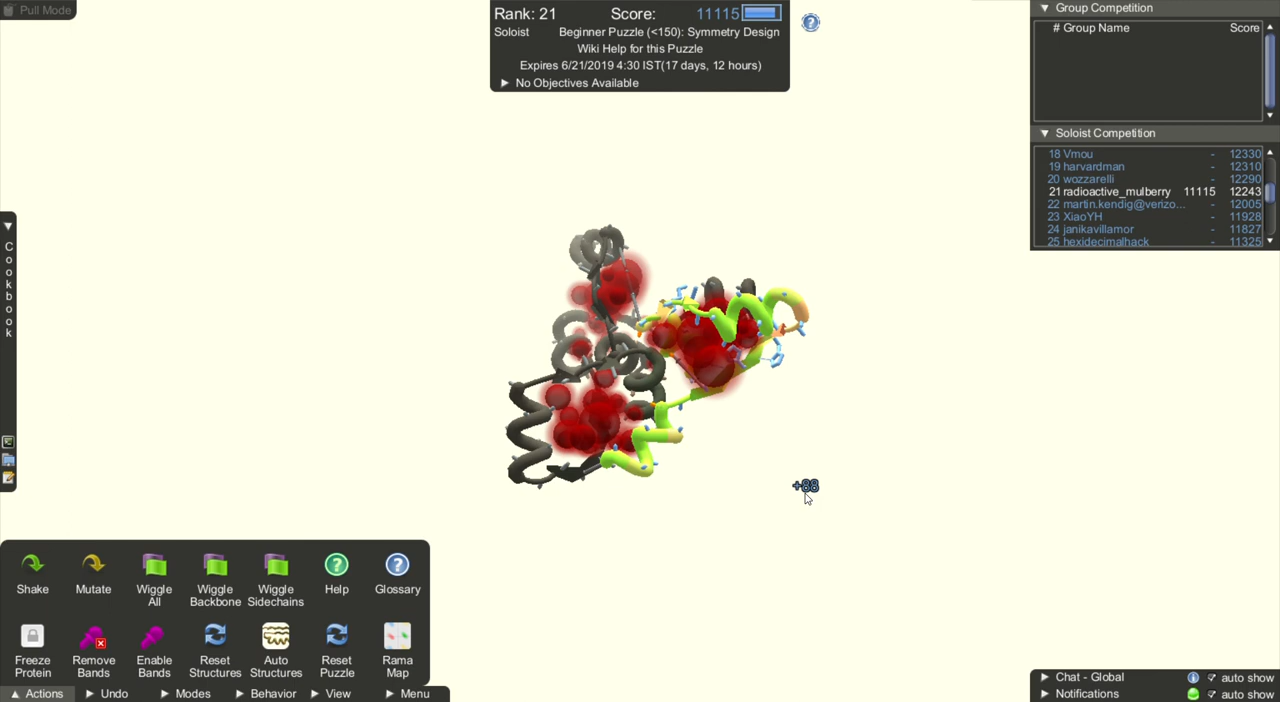 Pull Mode
Rank: 21 Score: 11115
Soloist Beginner Puzzle (<150): Symmetry Design
Wiki Help for this Puzzle
Expires 6/21/2019 4:30 IST(17 days, 12 hours)
No Objectives Available
?
Group Competition
# Group Name Score
Soloist Competition
18 Vmou - 12330
19 harvardman - 12310
20 wozzarelli - 12290
21 radioactive_mulberry 11115 12243
22 martin.kendig@verizo... - 12005
23 XiaoYH - 11928
24 janikavillamor - 11827
25 hexidecimalhack - 11325
Cookbook
+88
Shake Mutate Wiggle All Wiggle Backbone Wiggle Sidechains Help Glossary
Freeze Protein Remove Bands Enable Bands Reset Structures Auto Structures Reset Puzzle Rama Map
Actions Undo Modes Behavior View Menu
Chat - Global auto show
Notifications auto show